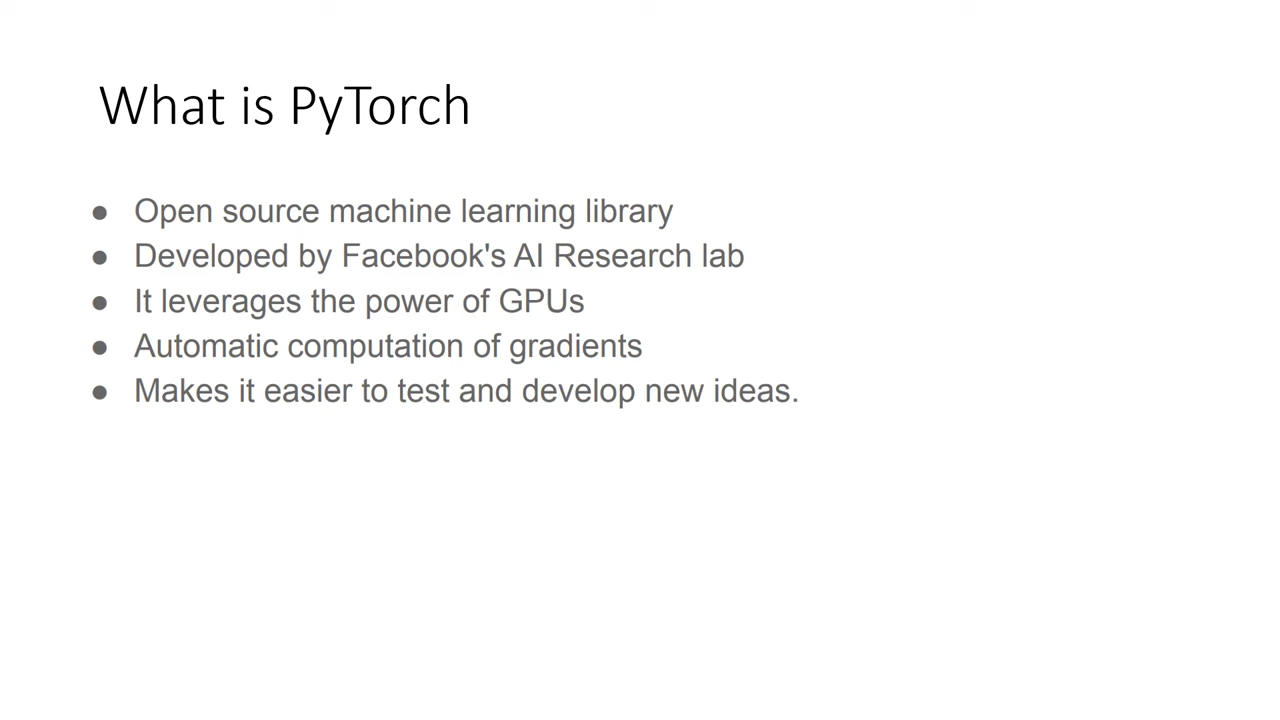 What is PyTorch
● Open source machine learning library
● Developed by Facebook's AI Research lab
● It leverages the power of GPUs
● Automatic computation of gradients
● Makes it easier to test and develop new ideas.